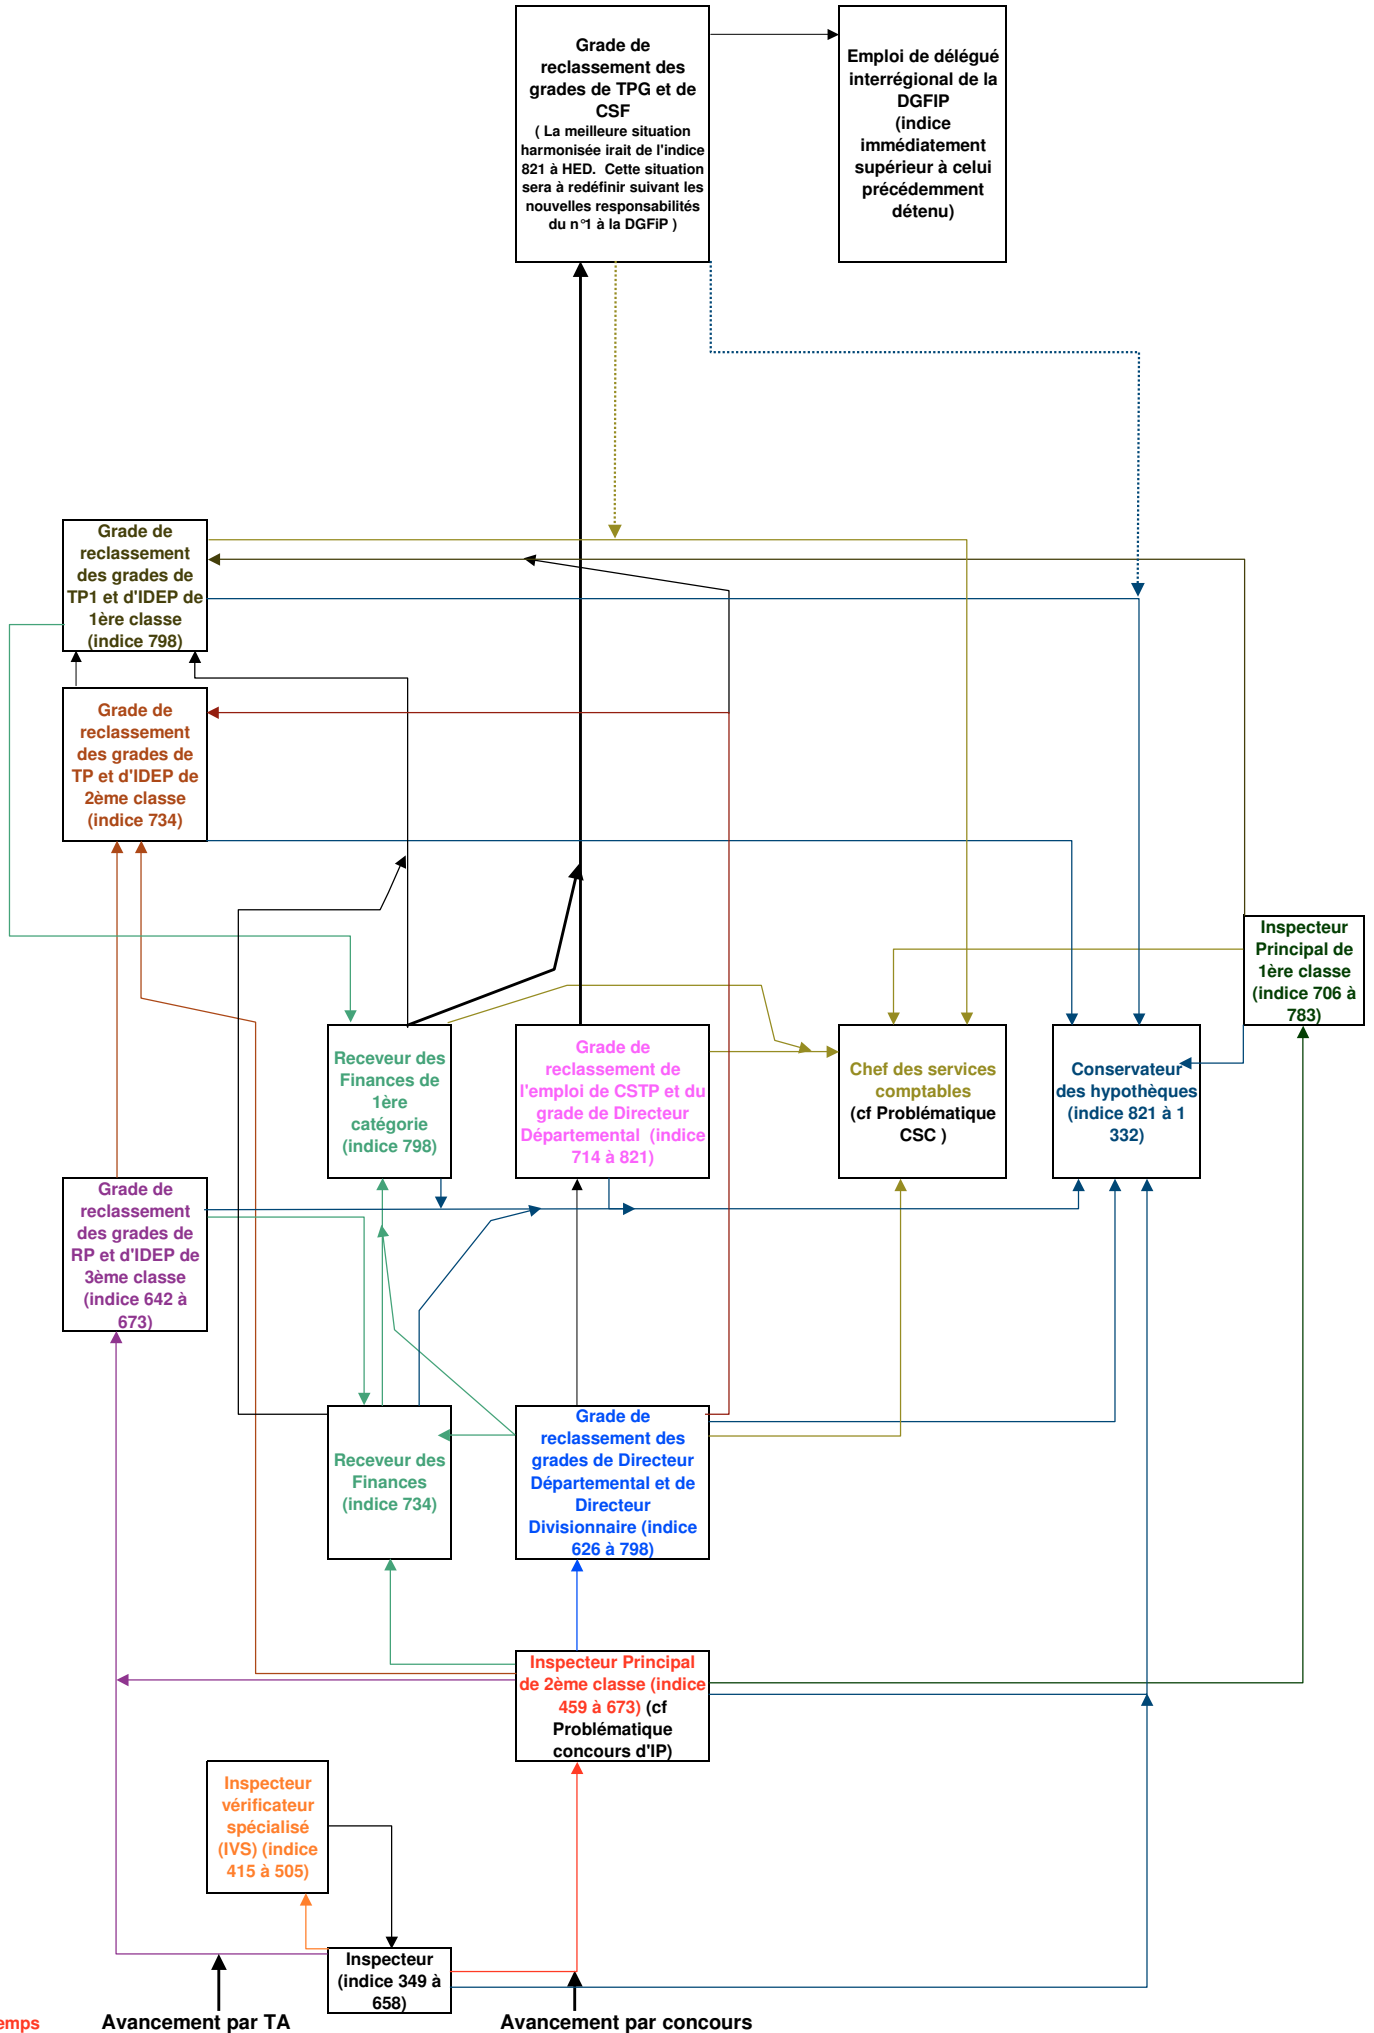 Grade de
reclassement des
grades de TPG et de
CSF
( La meilleure situation
harmonisée irait de l'indice
821 à HED. Cette situation
sera à redéfinir suivant les
nouvelles responsabilités
du n°1 à la DGFiP )
Emploi de délégué
interrégional de la
DGFIP
(indice
immédiatement
supérieur à celui
précédemment
détenu)
Grade de
reclassement
des grades de
TP1 et d'IDEP de
1ère classe
(indice 798)
Grade de
reclassement
des grades de
TP et d'IDEP de
2ème classe
(indice 734)
Inspecteur
Principal de
1ère classe
(indice 706 à
783)
Receveur des
Finances de
1ère
catégorie
(indice 798)
Grade de
reclassement de
l'emploi de CSTP et du
grade de Directeur
Départemental (indice
714 à 821)
Chef des services
comptables
(cf Problématique
CSC )
Conservateur
des hypothèques
(indice 821 à 1
332)
Grade de
reclassement
des grades de
RP et d'IDEP de
3ème classe
(indice 642 à
673)
Receveur des
Finances
(indice 734)
Grade de
reclassement des
grades de Directeur
Départemental et de
Directeur
Divisionnaire (indice
626 à 798)
Inspecteur Principal
de 2ème classe (indice
459 à 673) (cf
Problématique
concours d'IP)
Inspecteur
vérificateur
spécialisé
(IVS) (indice
415 à 505)
Inspecteur
(indice 349 à
658)
emps
Avancement par TA
Avancement par concours